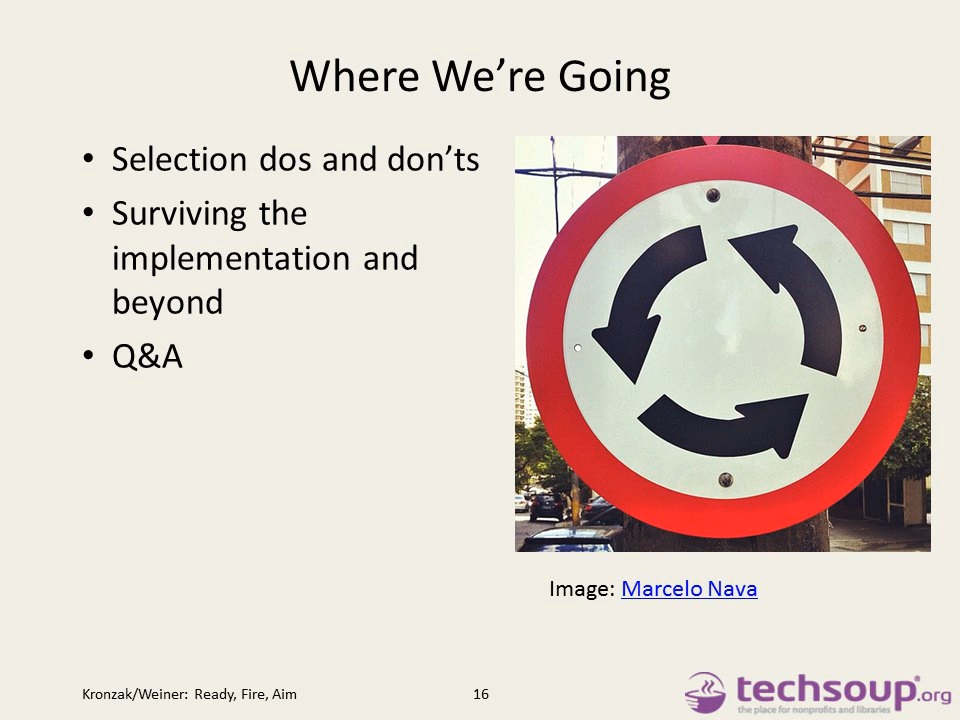 Where We’re Going
• Selection dos and don’ts
• Surviving the
implementation and
beyond
• Q&A
Image: Marcelo Nava
Kronzak/Weiner: Ready, Fire, Aim
16
techsoup®.org
the place for nonprofits and libraries